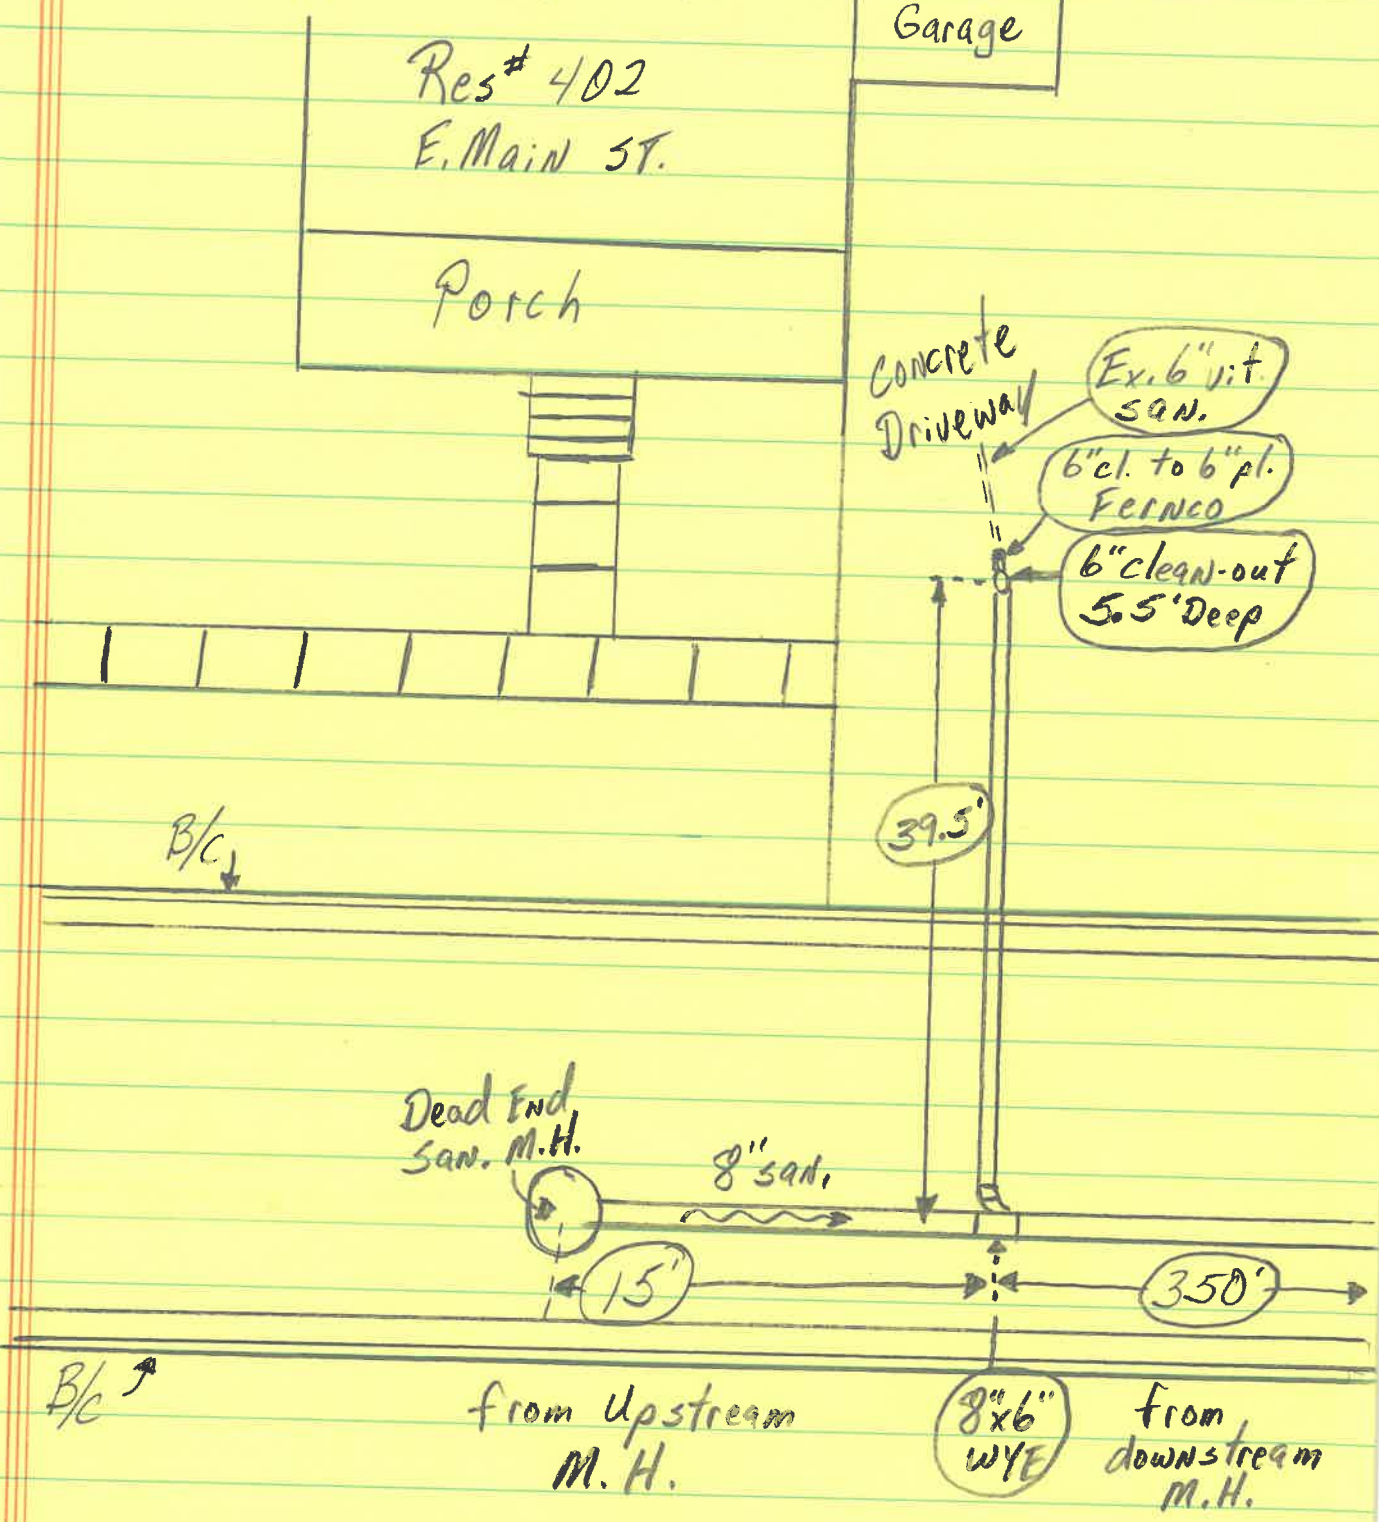 Garage
Res# 402
E. Main ST.
Porch
Concrete
Driveway
Ex. 6" vit.
SAN.
6" cl. to 6" pl.
Fernco
6" clean-out
5.5' Deep
39.5'
B/C
Dead End
San. M.H.
8" san.
15'
350'
B/C
from Upstream
M.H.
8"x6"
WYE
from
downstream
M.H.